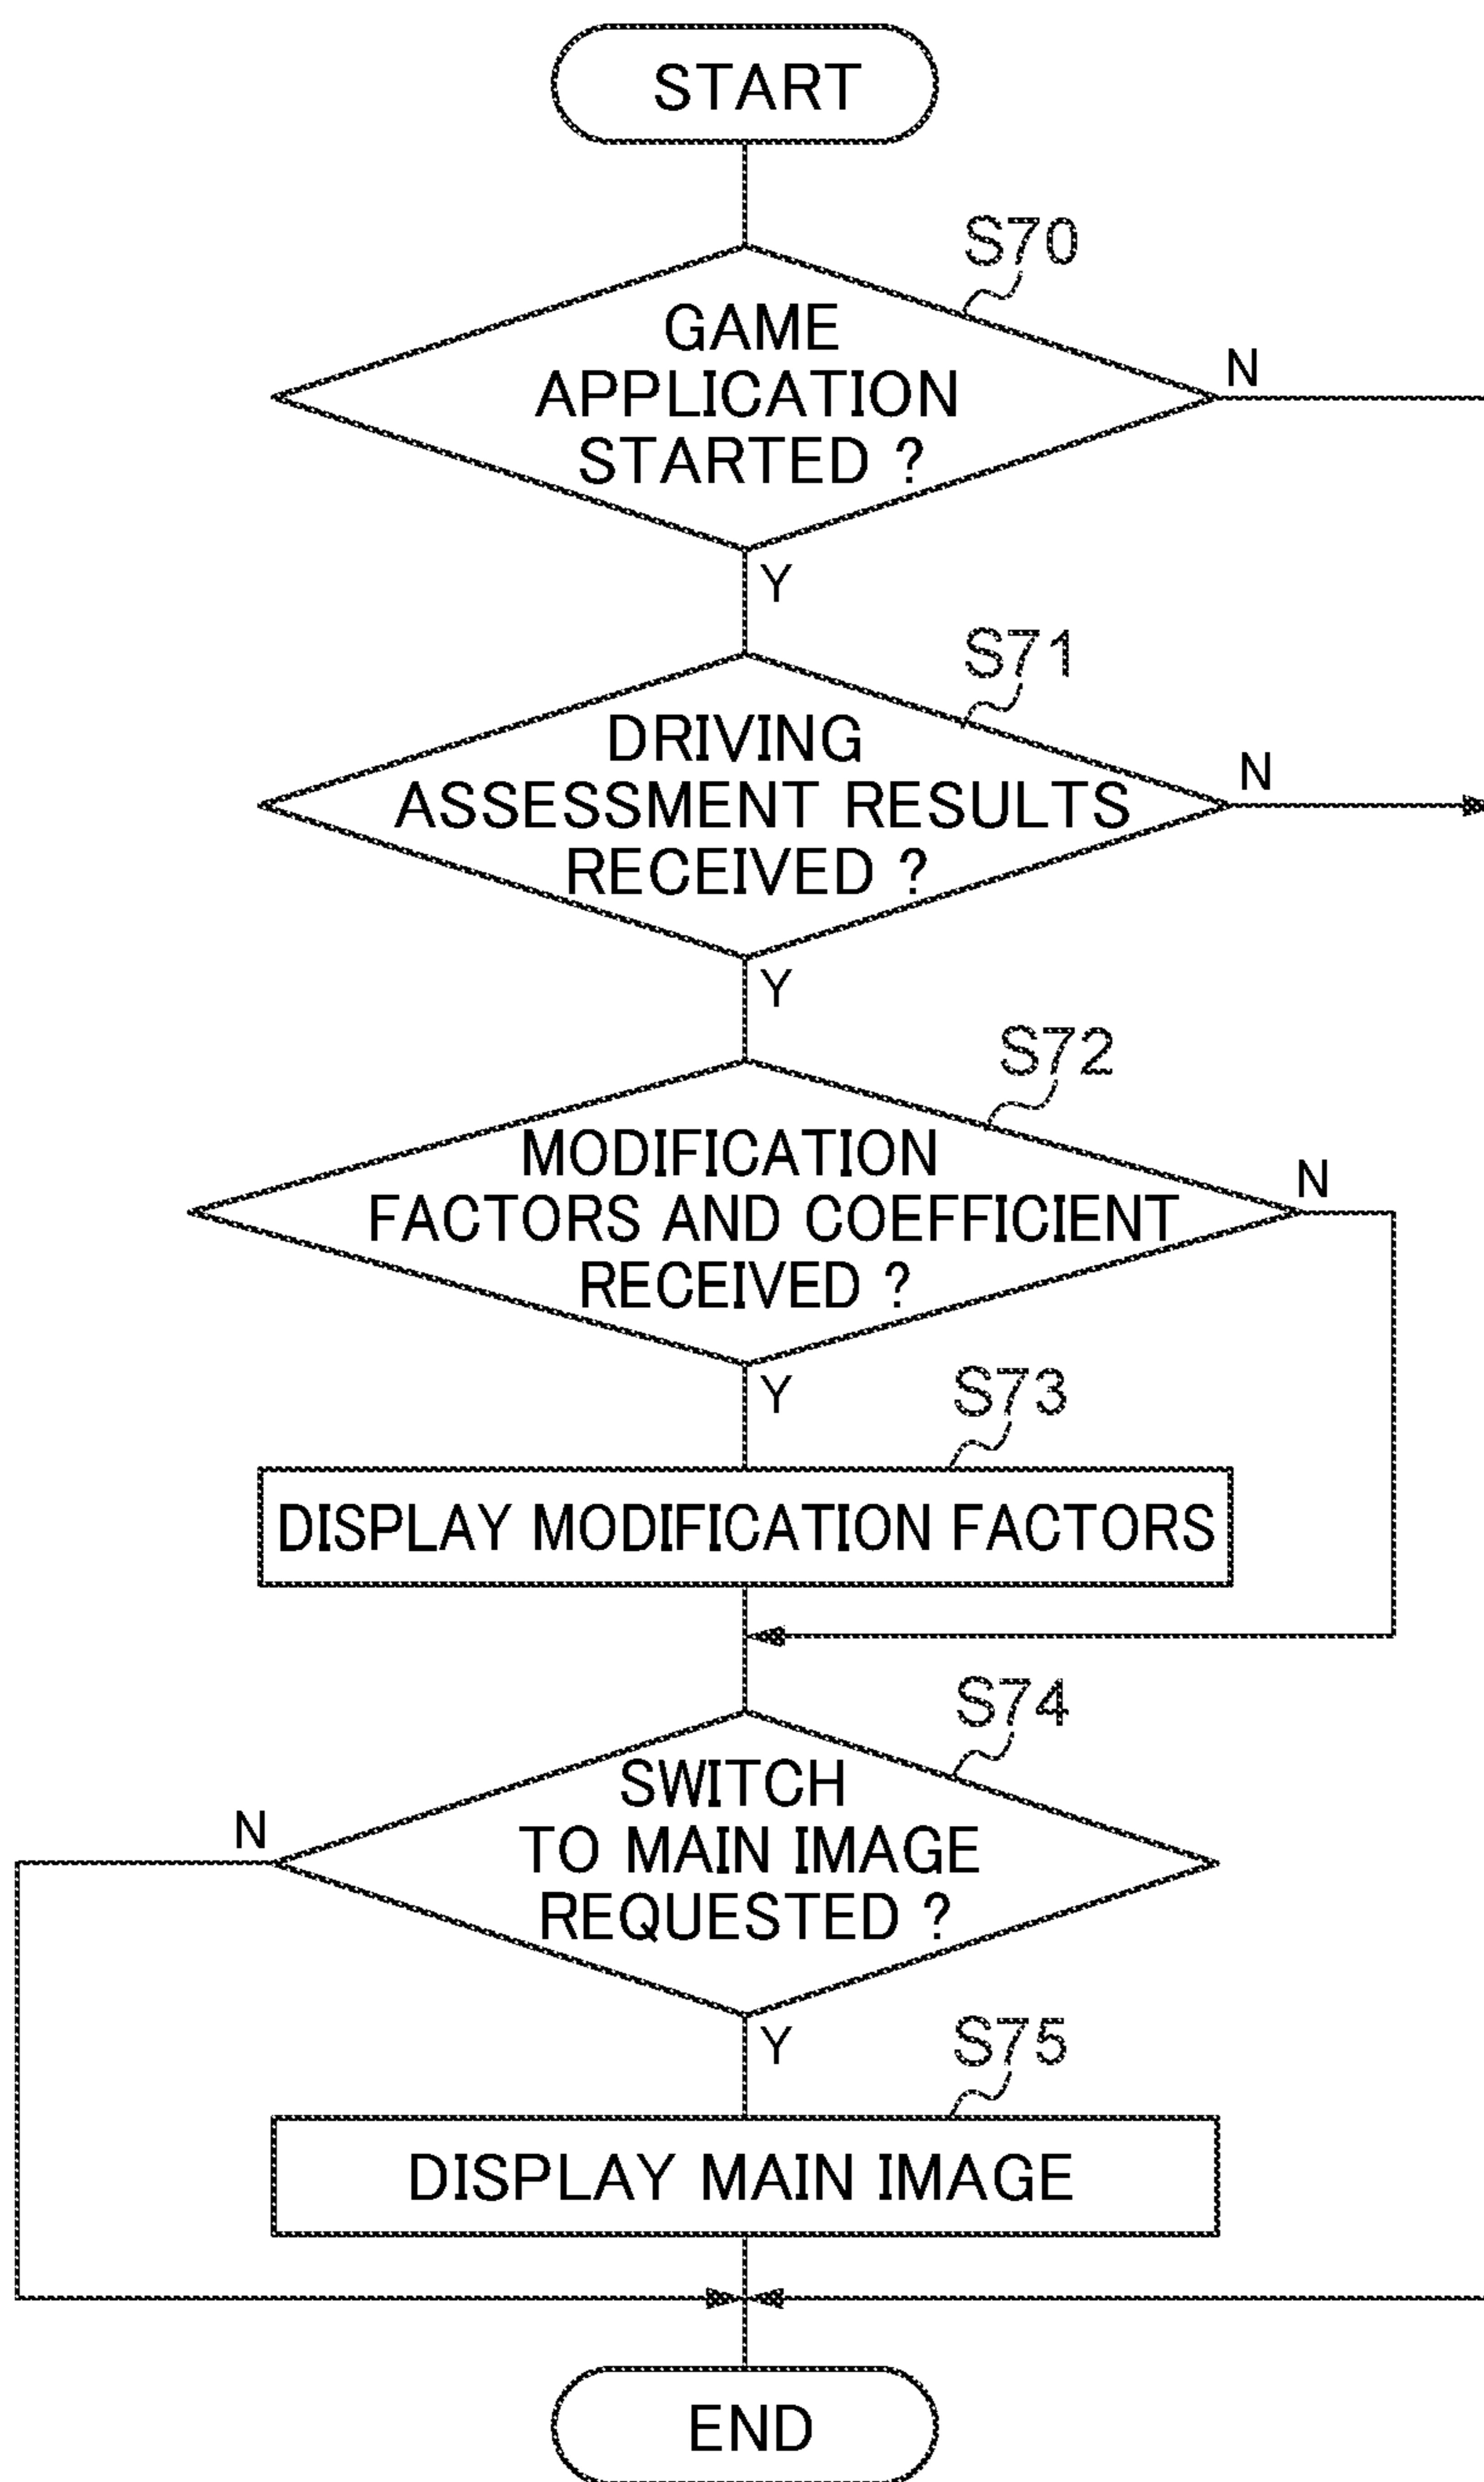 START
S70
GAME
APPLICATION
STARTED ?
N
Y
S71
DRIVING
ASSESSMENT RESULTS
RECEIVED ?
N
Y
S72
MODIFICATION
FACTORS AND COEFFICIENT
RECEIVED ?
N
Y
S73
DISPLAY MODIFICATION FACTORS
S74
SWITCH
TO MAIN IMAGE
REQUESTED ?
N
Y
S75
DISPLAY MAIN IMAGE
END